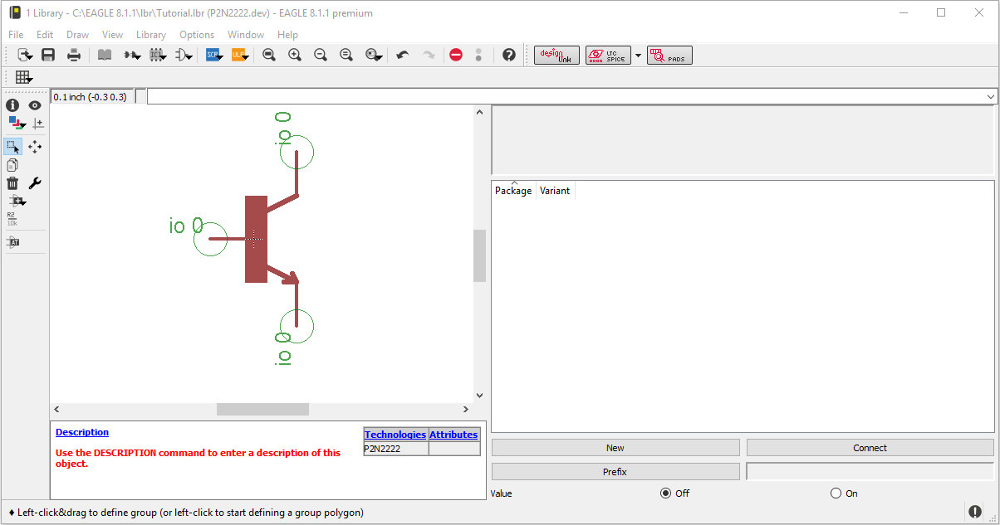 1 Library - C:\EAGLE 8.1.1\lbr\Tutorial.lbr (P2N2222.dev) - EAGLE 8.1.1 premium
File Edit Draw View Library Options Window Help
SCR ULP design link LTC SPICE PADS
0.1 inch (-0.3 0.3)
io 0
io 0
io 0
R2
10k
Package Variant
Description
Use the DESCRIPTION command to enter a description of this
object.
Technologies Attributes
P2N2222
New Connect
Prefix
Value Off On
♦ Left-click&drag to define group (or left-click to start defining a group polygon)